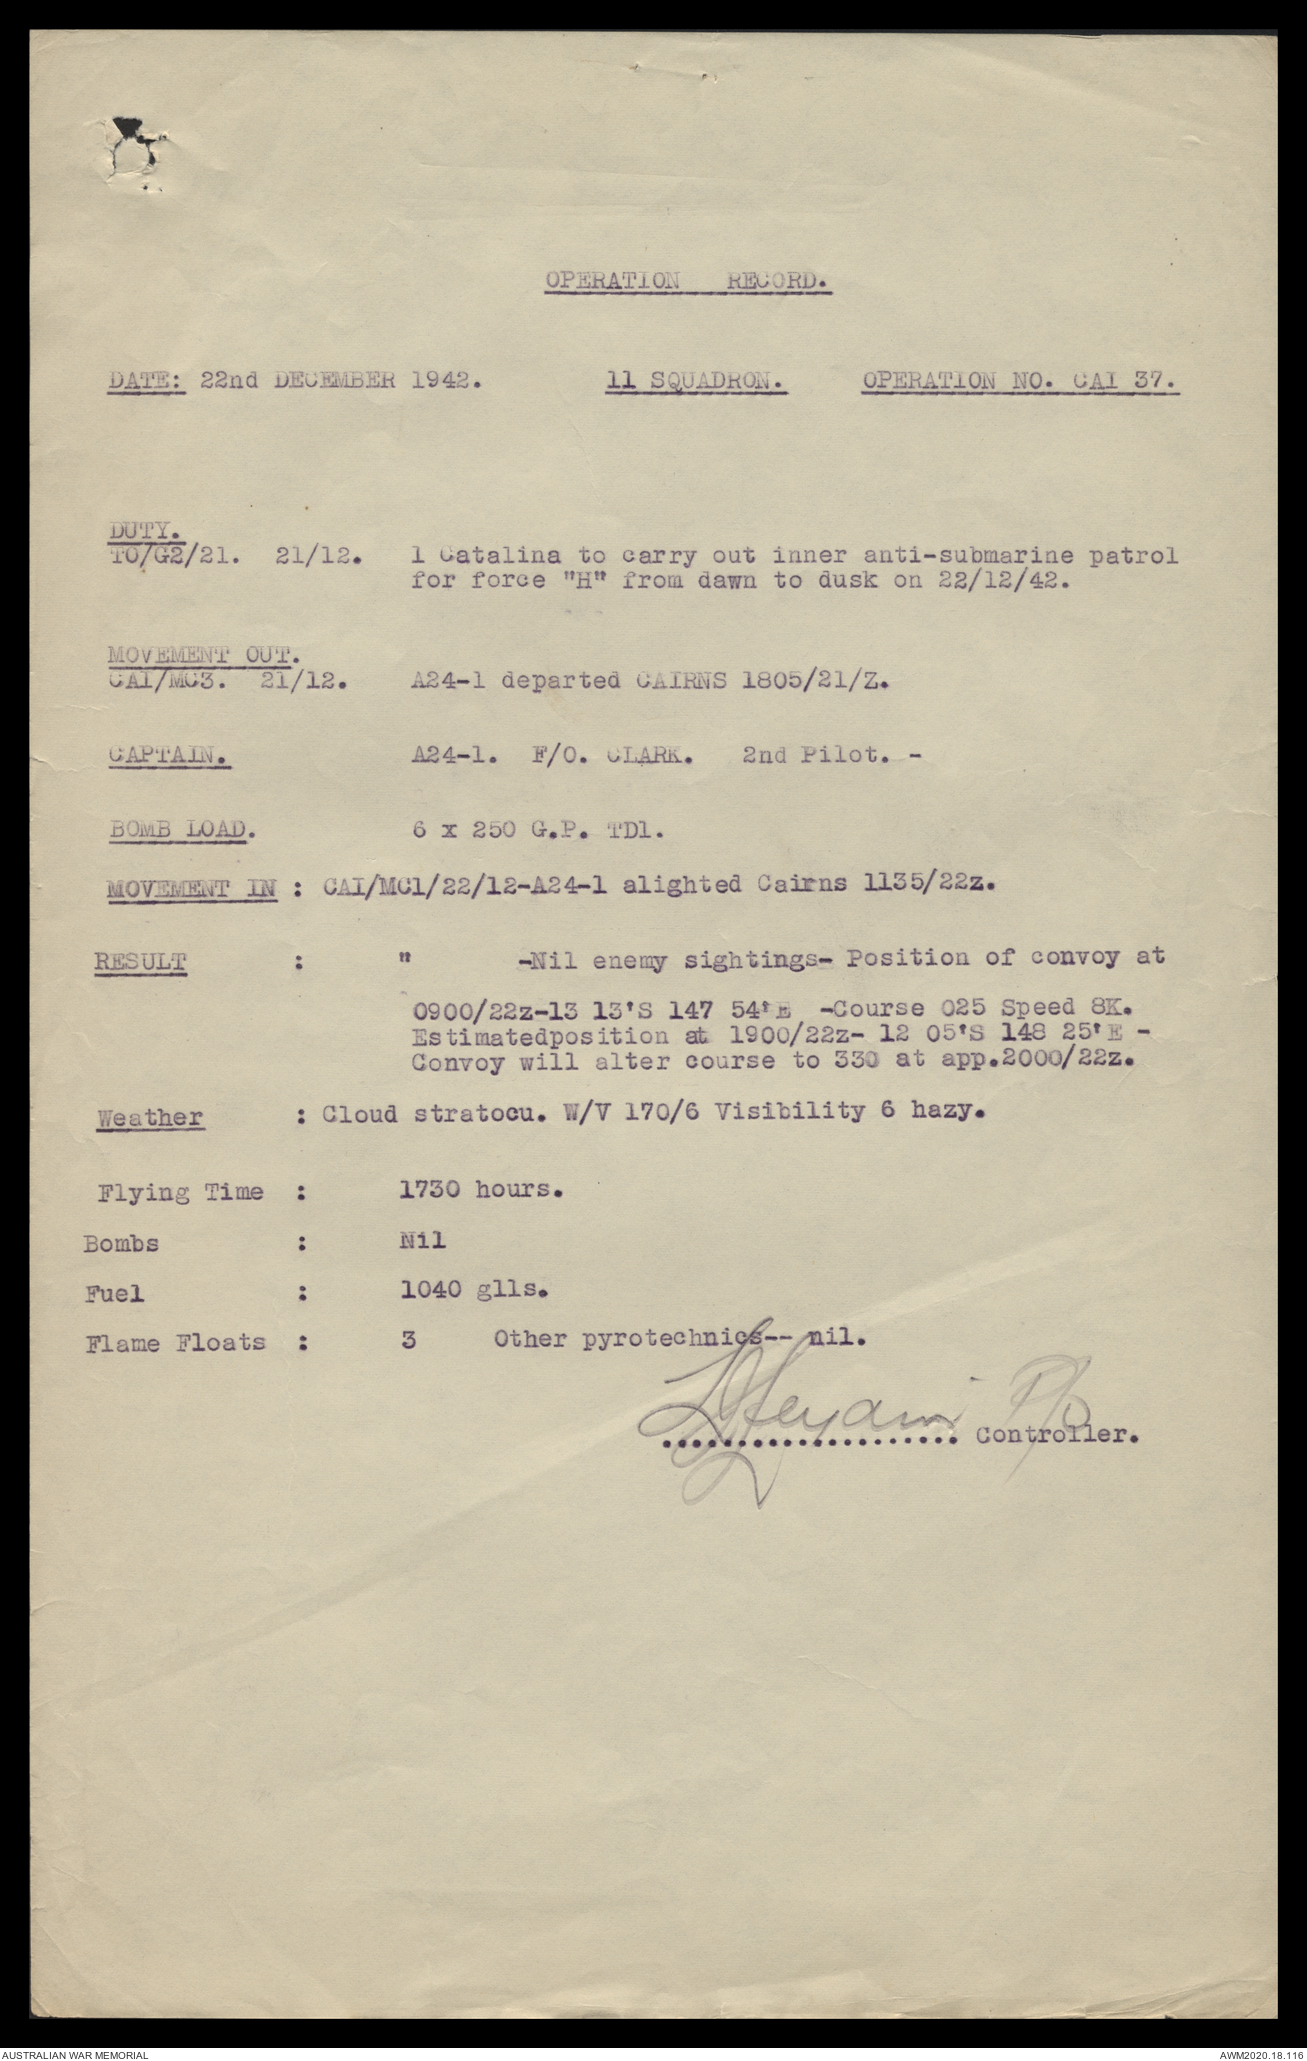 OPERATION RECORD.
DATE: 22nd DECEMBER 1942. 11 SQUADRON. OPERATION NO. CAI 37.
DUTY.
TO/G2/21. 21/12. 1 Catalina to carry out inner anti-submarine patrol
for force "H" from dawn to dusk on 22/12/42.
MOVEMENT OUT.
CAI/MC3. 21/12. A24-1 departed CAIRNS 1805/21/Z.
CAPTAIN. A24-1. F/O. CLARK. 2nd Pilot. -
BOMB LOAD. 6 x 250 G.P. TD1.
MOVEMENT IN : CAI/MC1/22/12-A24-1 alighted Cairns 1135/22z.
RESULT : " -Nil enemy sightings- Position of convoy at
0900/22z-13 13'S 147 54'E -Course 025 Speed 8K.
Estimatedposition at 1900/22z- 12 05'S 148 25'E -
Convoy will alter course to 330 at app.2000/22z.
Weather : Cloud stratocu. W/V 170/6 Visibility 6 hazy.
Flying Time : 1730 hours.
Bombs : Nil
Fuel : 1040 glls.
Flame Floats : 3 Other pyrotechnics-- nil.
P/O
.................... Controller.
AUSTRALIAN WAR MEMORIAL AWM2020.18.116